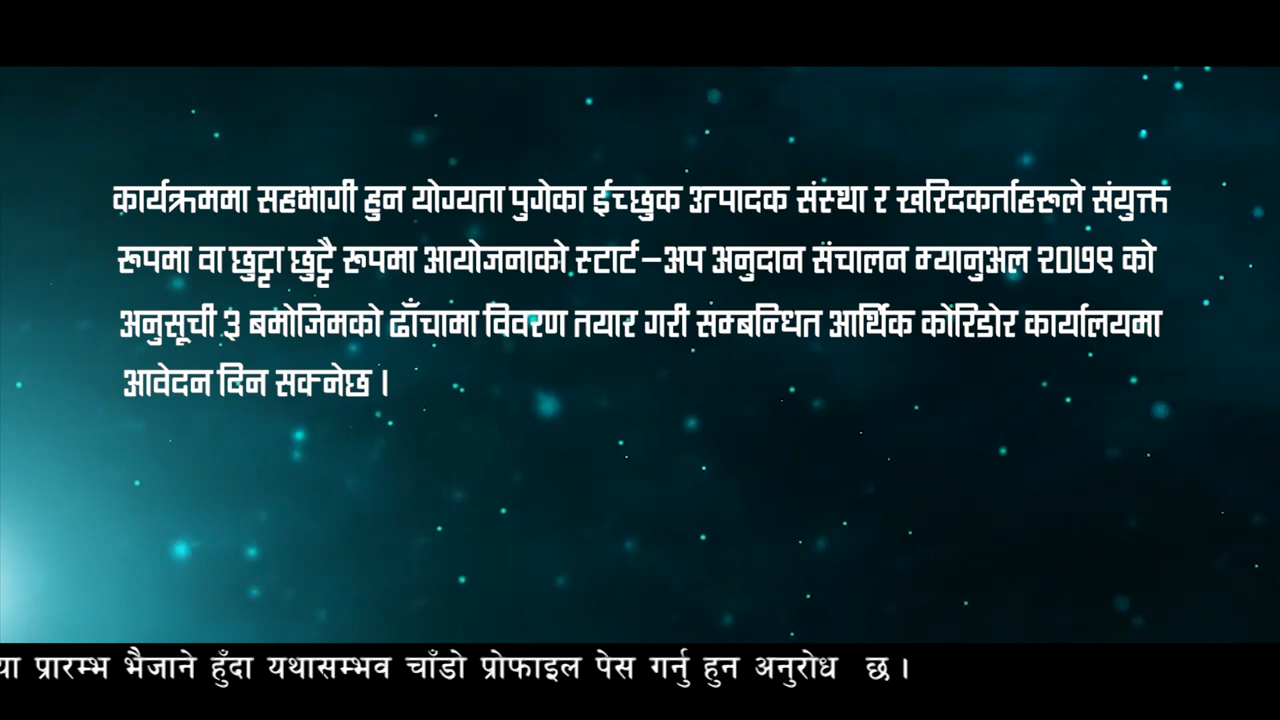 कार्यक्रममा सहभागी हुन योग्यता पुगेका ईच्छुक उत्पादक संस्था र खरिदकर्ताहरूले संयुक्त
रूपमा वा छुट्टा छुट्टै रूपमा आयोजनाको स्टार्ट–अप अनुदान संचालन म्यानुअल २०७९ को
अनुसूची ३ बमोजिमको ढाँचामा विवरण तयार गरी सम्बन्धित आर्थिक कोरिडोर कार्यालयमा
आवेदन दिन सक्नेछ ।
प्रारम्भ भैजाने हुँदा यथासम्भव चाँडो प्रोफाइल पेस गर्नु हुन अनुरोध छ ।